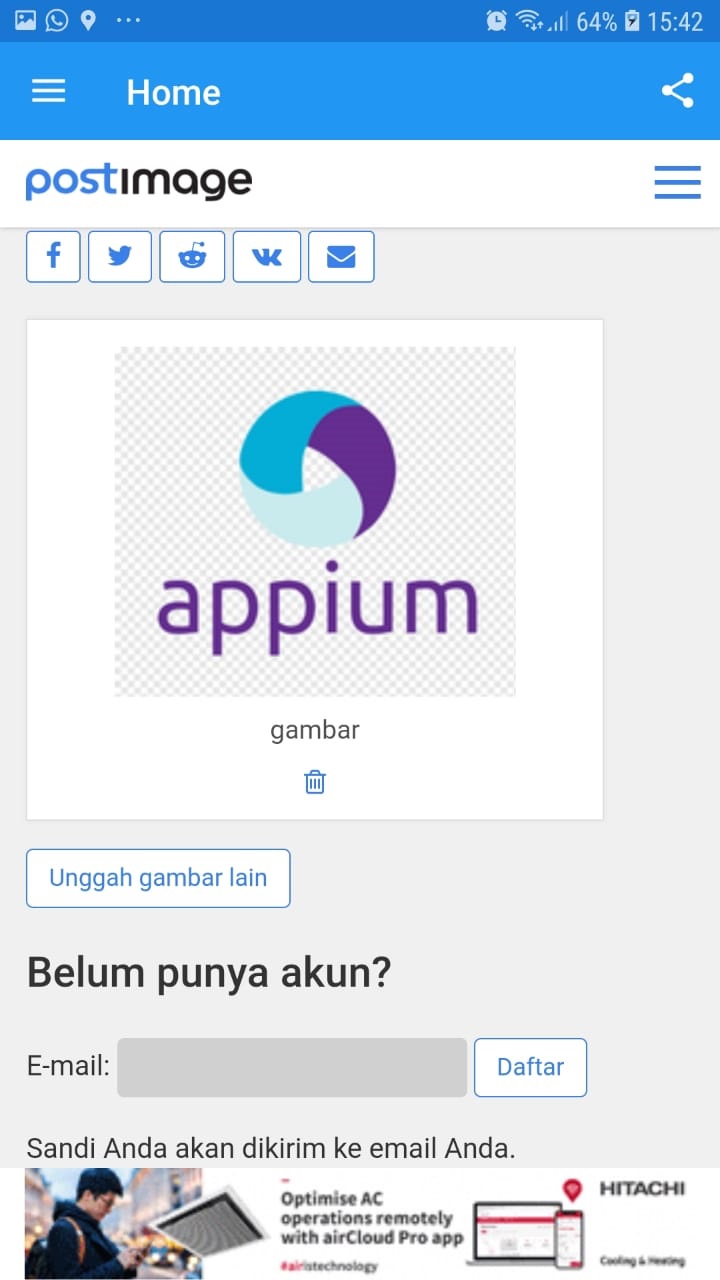 64% 15:42
Home
postimage
appium
gambar
Unggah gambar lain
Belum punya akun?
E-mail: Daftar
Sandi Anda akan dikirim ke email Anda.
Optimise AC
operations remotely
with airCloud Pro app
#airistechnology
HITACHI
Cooling & Heating